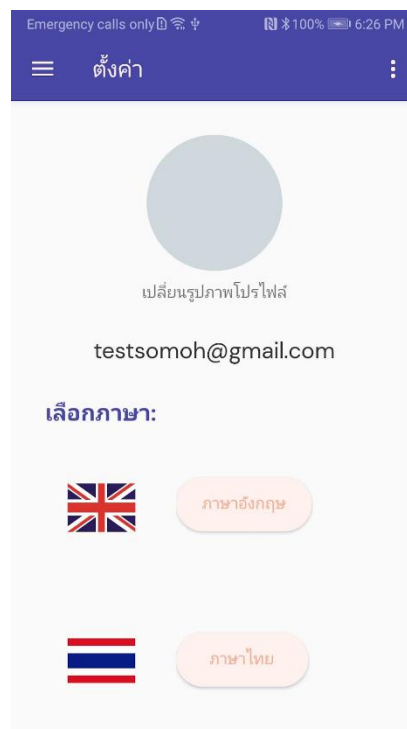 Emergency calls only 100% 6:26 PM
ตั้งค่า
เปลี่ยนรูปภาพโปรไฟล์
testsomoh@gmail.com
เลือกภาษา:
ภาษาอังกฤษ
ภาษาไทย